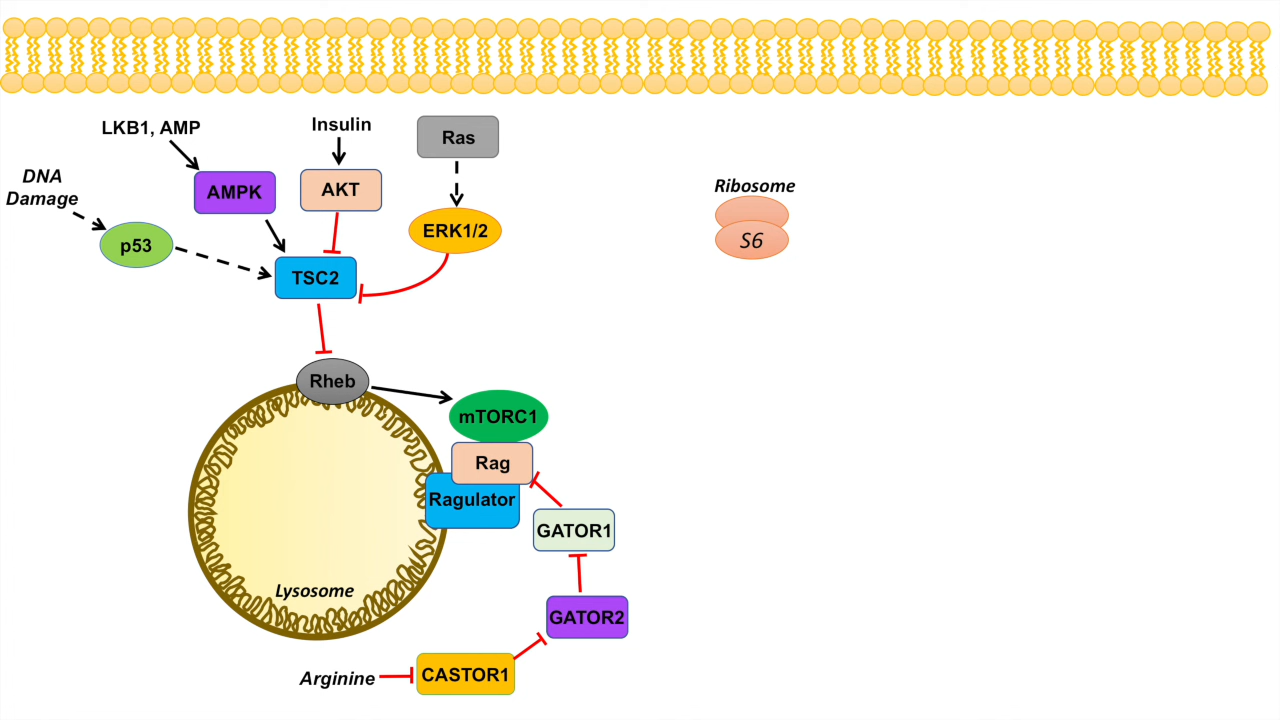 LKB1, AMP
Insulin
Ras
DNA
Damage
AMPK
AKT
Ribosome
p53
ERK1/2
S6
TSC2
Rheb
mTORC1
Rag
Ragulator
GATOR1
Lysosome
GATOR2
Arginine
CASTOR1